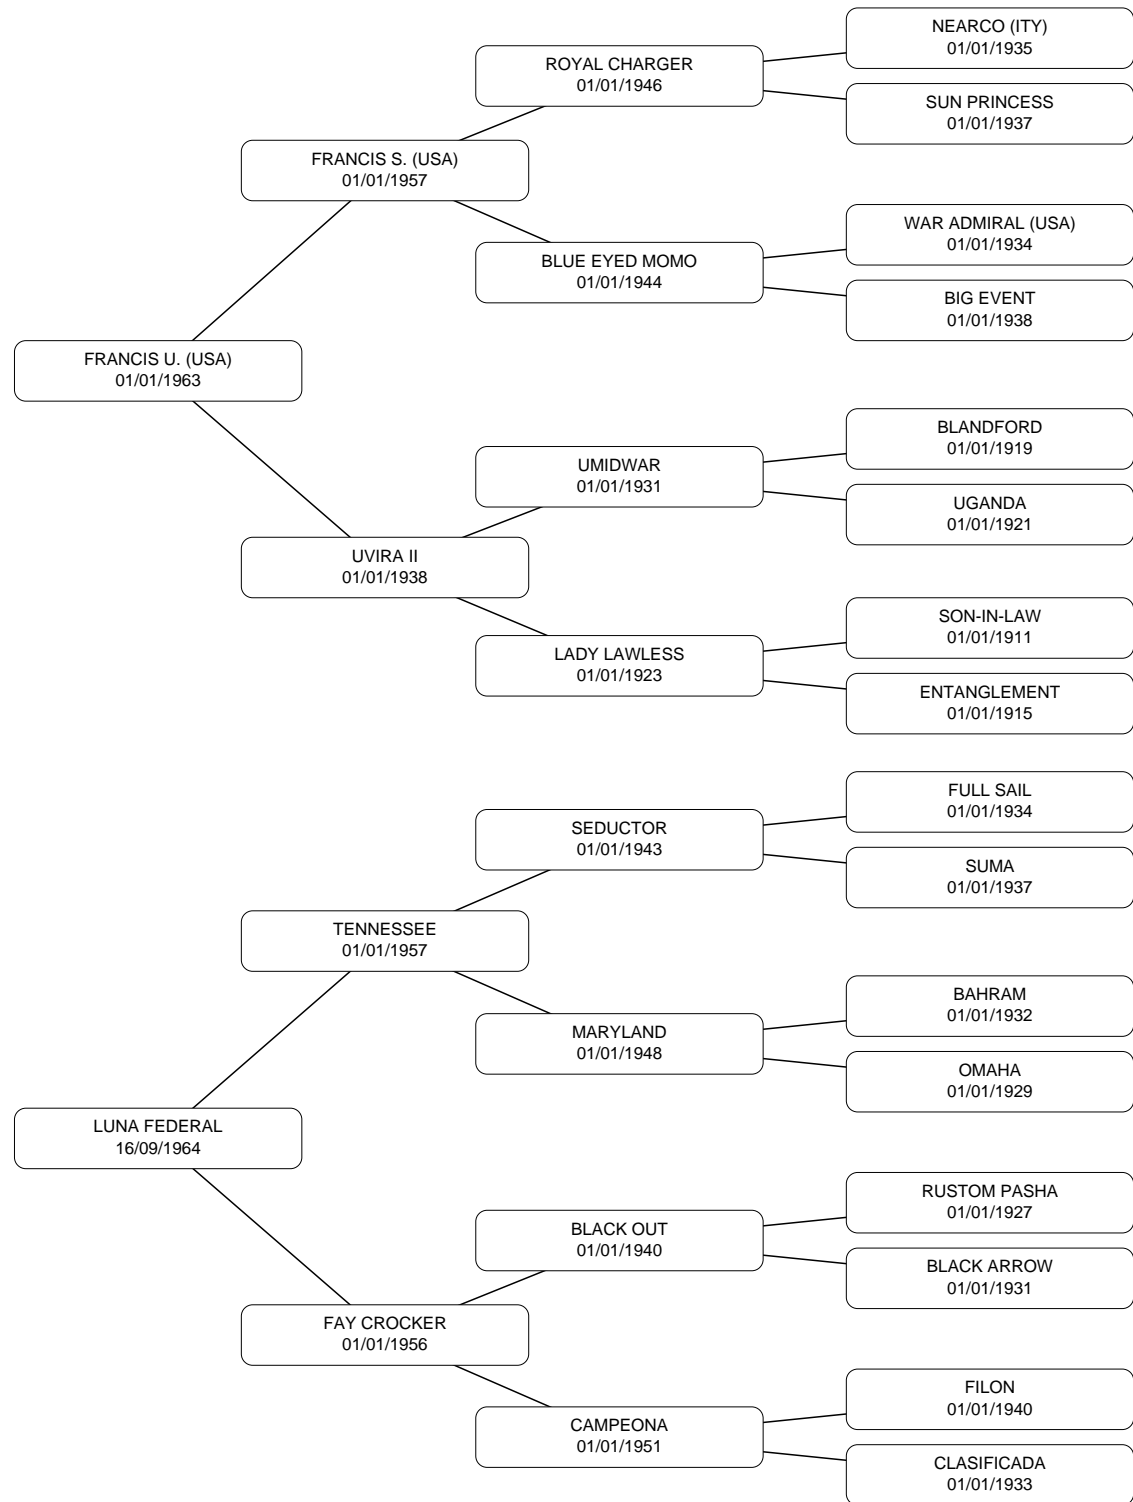 NEARCO (ITY)
01/01/1935
ROYAL CHARGER
01/01/1946
SUN PRINCESS
01/01/1937
FRANCIS S. (USA)
01/01/1957
WAR ADMIRAL (USA)
01/01/1934
BLUE EYED MOMO
01/01/1944
BIG EVENT
01/01/1938
FRANCIS U. (USA)
01/01/1963
BLANDFORD
01/01/1919
UMIDWAR
01/01/1931
UGANDA
01/01/1921
UVIRA II
01/01/1938
SON-IN-LAW
01/01/1911
LADY LAWLESS
01/01/1923
ENTANGLEMENT
01/01/1915
FULL SAIL
01/01/1934
SEDUCTOR
01/01/1943
SUMA
01/01/1937
TENNESSEE
01/01/1957
BAHRAM
01/01/1932
MARYLAND
01/01/1948
OMAHA
01/01/1929
LUNA FEDERAL
16/09/1964
RUSTOM PASHA
01/01/1927
BLACK OUT
01/01/1940
BLACK ARROW
01/01/1931
FAY CROCKER
01/01/1956
FILON
01/01/1940
CAMPEONA
01/01/1951
CLASIFICADA
01/01/1933